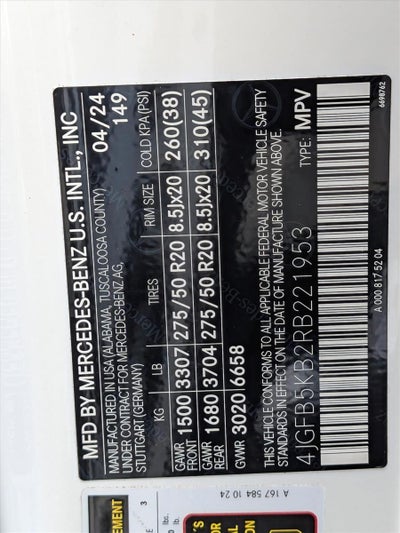 MFD BY MERCEDES-BENZ U.S. INTL., INC
MANUFACTURED IN USA (ALABAMA, TUSCALOOSA COUNTY) 04/24
UNDER CONTRACT FOR MERCEDES-BENZ AG, 149
STUTTGART (GERMANY)
KG LB TIRES RIM SIZE COLD KPA(PSI)
GAWR FRONT 1500 3307 275/50 R20 8.5Jx20 260(38)
GAWR REAR 1680 3704 275/50 R20 8.5Jx20 310(45)
GVWR 3020 6658
THIS VEHICLE CONFORMS TO ALL APPLICABLE FEDERAL MOTOR VEHICLE SAFETY
STANDARDS IN EFFECT ON THE DATE OF MANUFACTURE SHOWN ABOVE.
4JGFB5KB2RB221953 TYPE: MPV
A 000 817 52 04
6698762
A 167 584 10 24
3
lbc.
lb.